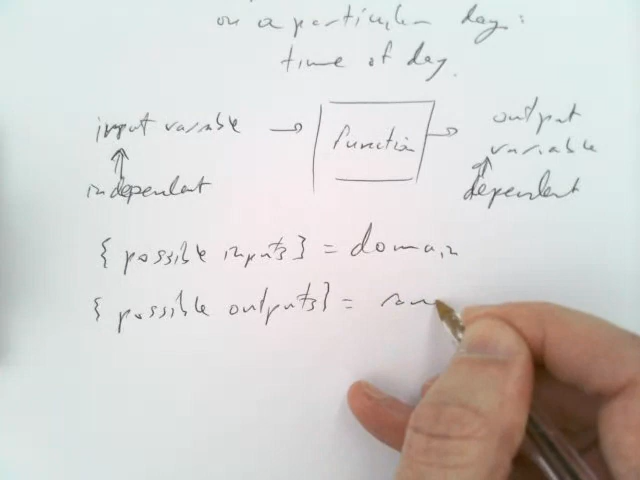 on a particular day:
time of day.
input variable → function → output variable
independent
dependent
{ possible inputs } = domain
{ possible outputs } =